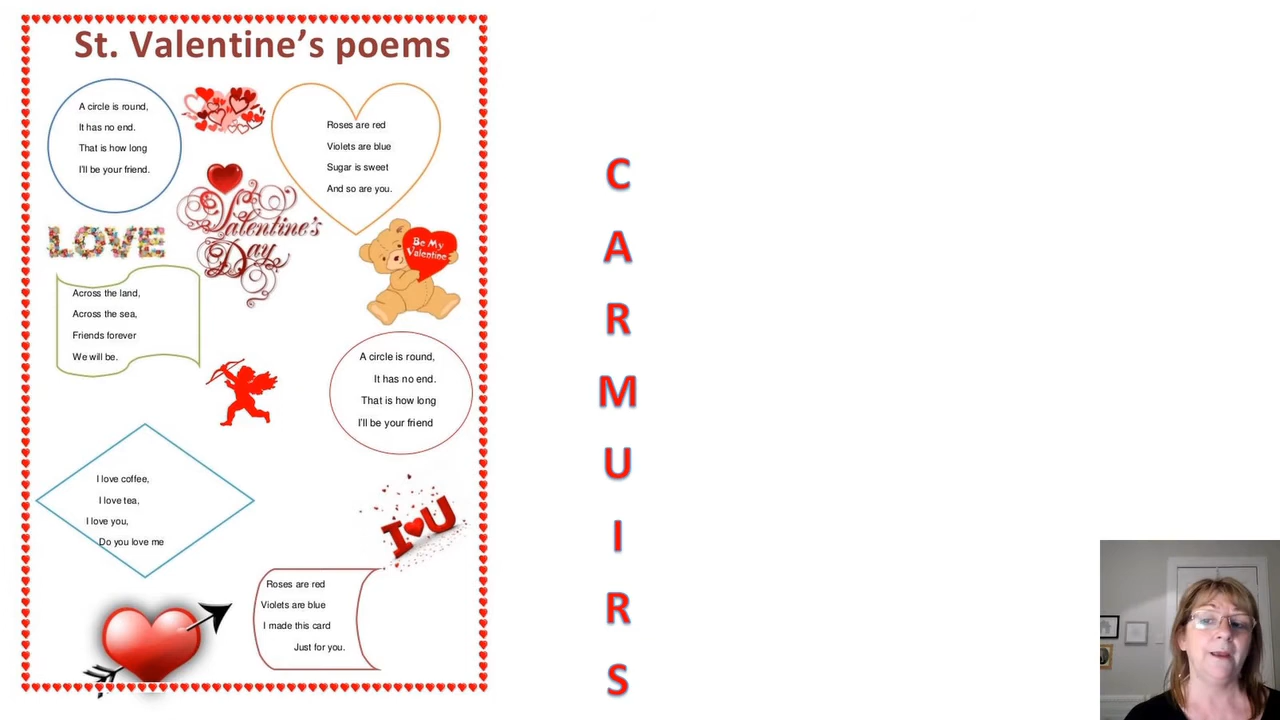 St. Valentine's poems
A circle is round,
It has no end.
That is how long
I'll be your friend.
Roses are red
Violets are blue
Sugar is sweet
And so are you.
Valentine's
Day
LOVE
Be My
Valentine
Across the land,
Across the sea,
Friends forever
We will be.
A circle is round,
It has no end.
That is how long
I'll be your friend
I love coffee,
I love tea,
I love you,
Do you love me
I U
Roses are red
Violets are blue
I made this card
Just for you.
C
A
R
M
U
I
R
S